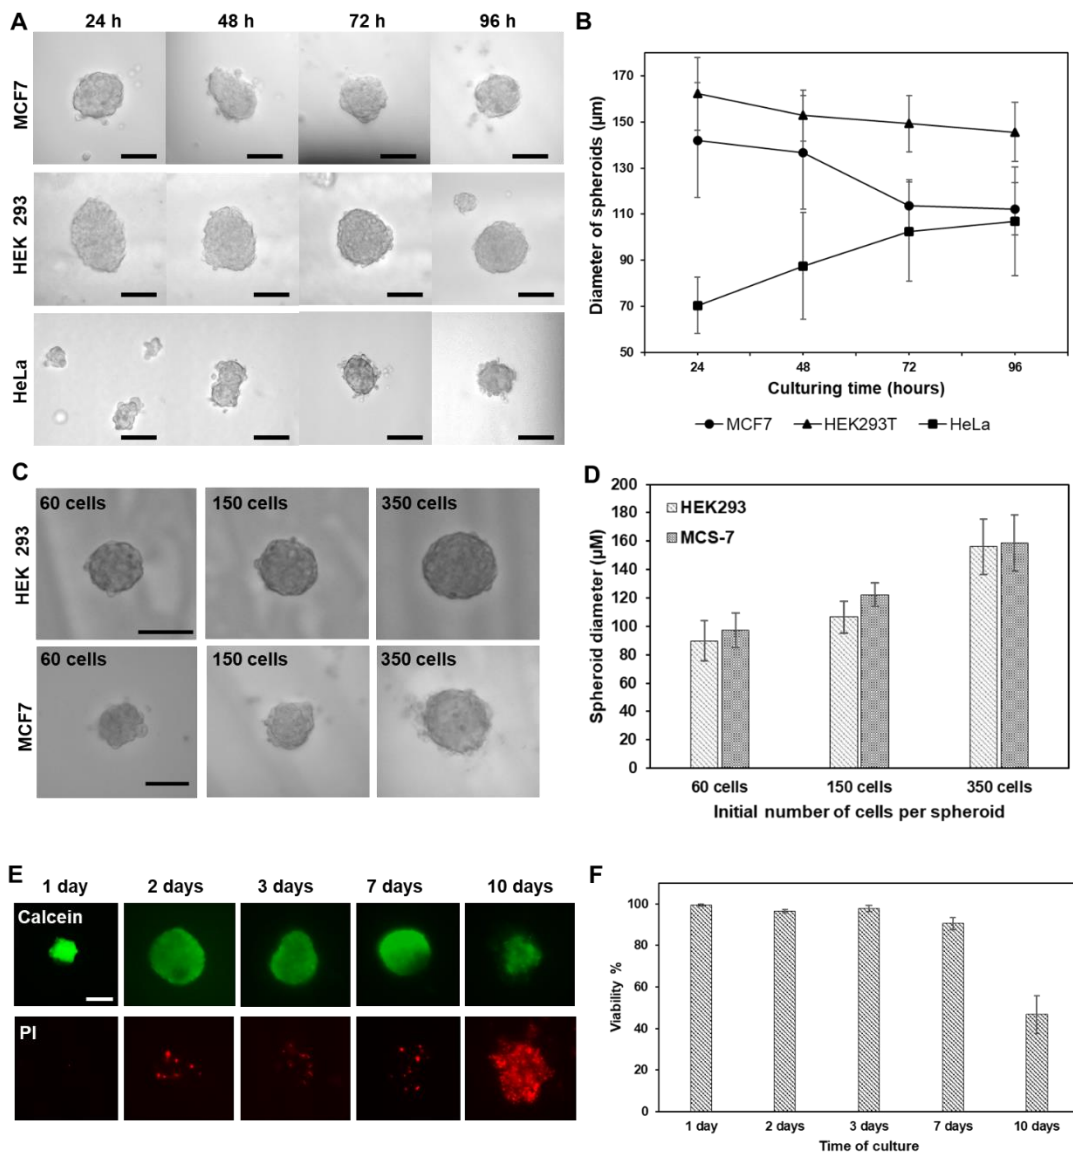 A
24 h 48 h 72 h 96 h
MCF7
HEK 293
HeLa
B
Diameter of spheroids (μm)
170
150
130
110
90
70
50
24 48 72 96
Culturing time (hours)
MCF7 HEK293T HeLa
C
60 cells 150 cells 350 cells
HEK 293
60 cells 150 cells 350 cells
MCF7
D
Spheroid diameter (μM)
200
180
160
140
120
100
80
60
40
20
0
HEK293
MCS-7
60 cells 150 cells 350 cells
Initial number of cells per spheroid
E
1 day 2 days 3 days 7 days 10 days
Calcein
PI
F
Viability %
100
80
60
40
20
0
1 day 2 days 3 days 7 days 10 days
Time of culture